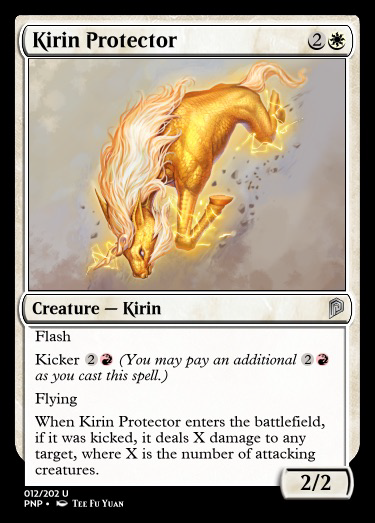 Kirin Protector 2
Creature — Kirin
Flash
Kicker 2 (You may pay an additional 2
as you cast this spell.)
Flying
When Kirin Protector enters the battlefield,
if it was kicked, it deals X damage to any
target, where X is the number of attacking
creatures.
2/2
012/202 U
PNP • Tee Fu Yuan